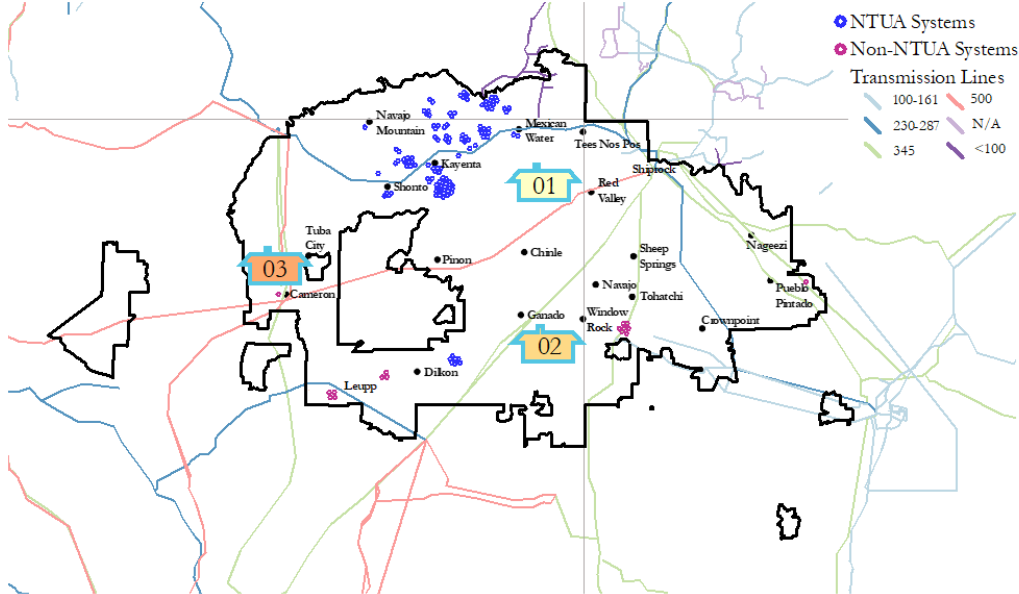 NTUA Systems
Non-NTUA Systems
Transmission Lines
100-161
500
230-287
N/A
345
<100
Navajo
Mountain
Mexican
Water
Tees Nos Pos
Kayenta
Shiprock
Shonto
01
Red
Valley
Tuba
City
Nageezi
Sheep
Springs
Chinle
Pinon
03
Navajo
Pueblo
Pintado
Cameron
Tohatchi
Ganado
Window
Rock
Crownpoint
02
Dilkon
Leupp